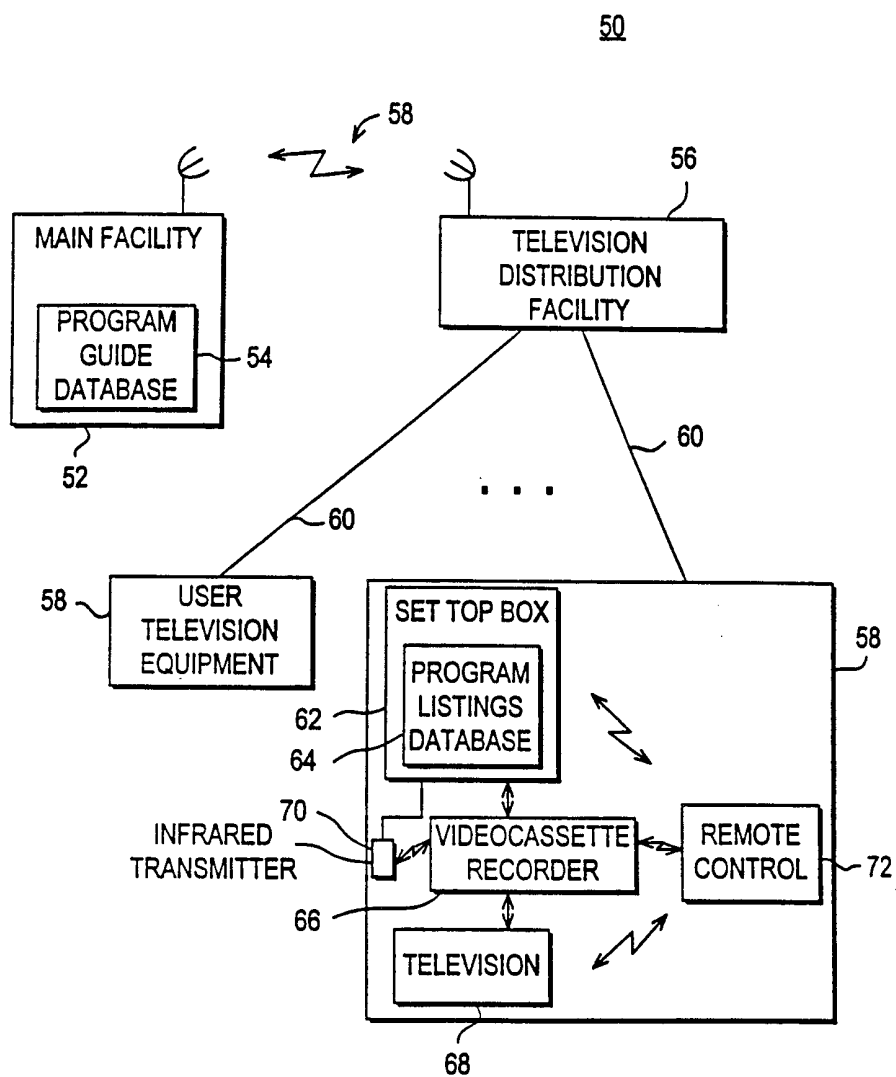 50
58
56
MAIN FACILITY
TELEVISION
DISTRIBUTION
FACILITY
PROGRAM
GUIDE
DATABASE
54
52
60
60
. . .
58
USER
TELEVISION
EQUIPMENT
SET TOP BOX
58
PROGRAM
LISTINGS
DATABASE
62
64
70
INFRARED
TRANSMITTER
VIDEOCASSETTE
RECORDER
REMOTE
CONTROL
72
66
TELEVISION
68